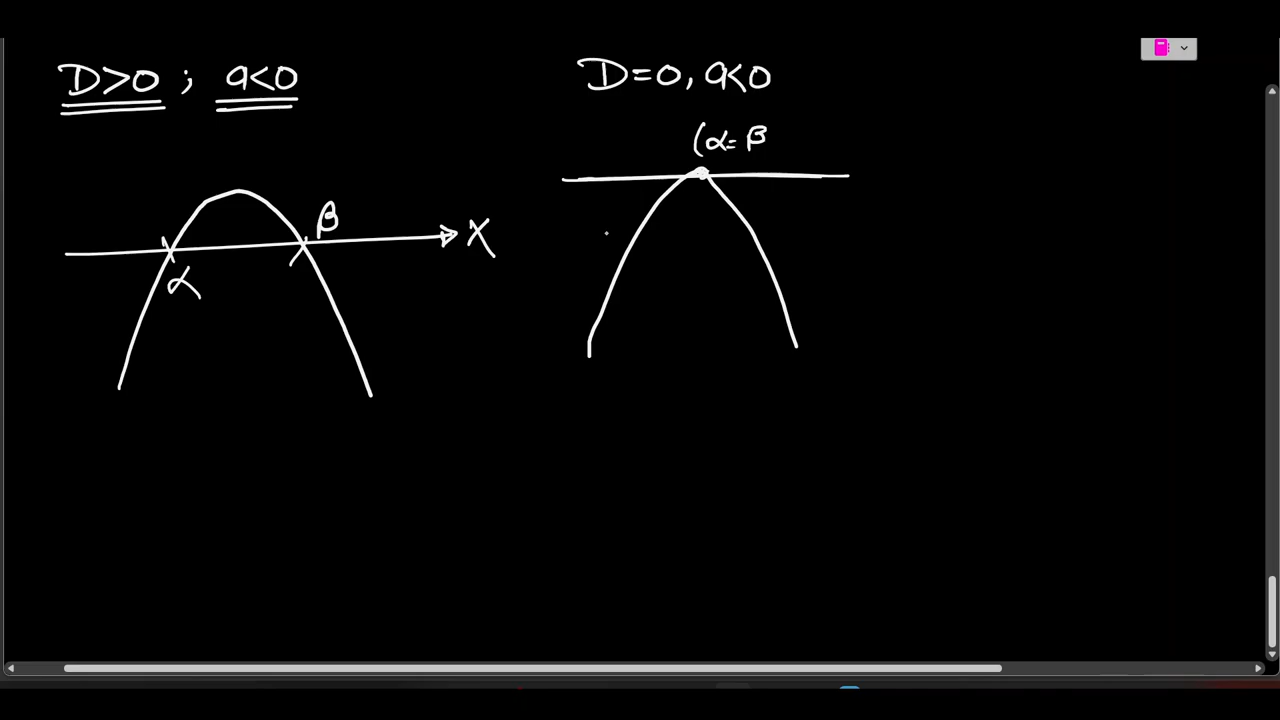 D>0 ; a<0
β
X
α
D=0, a<0
(α=β